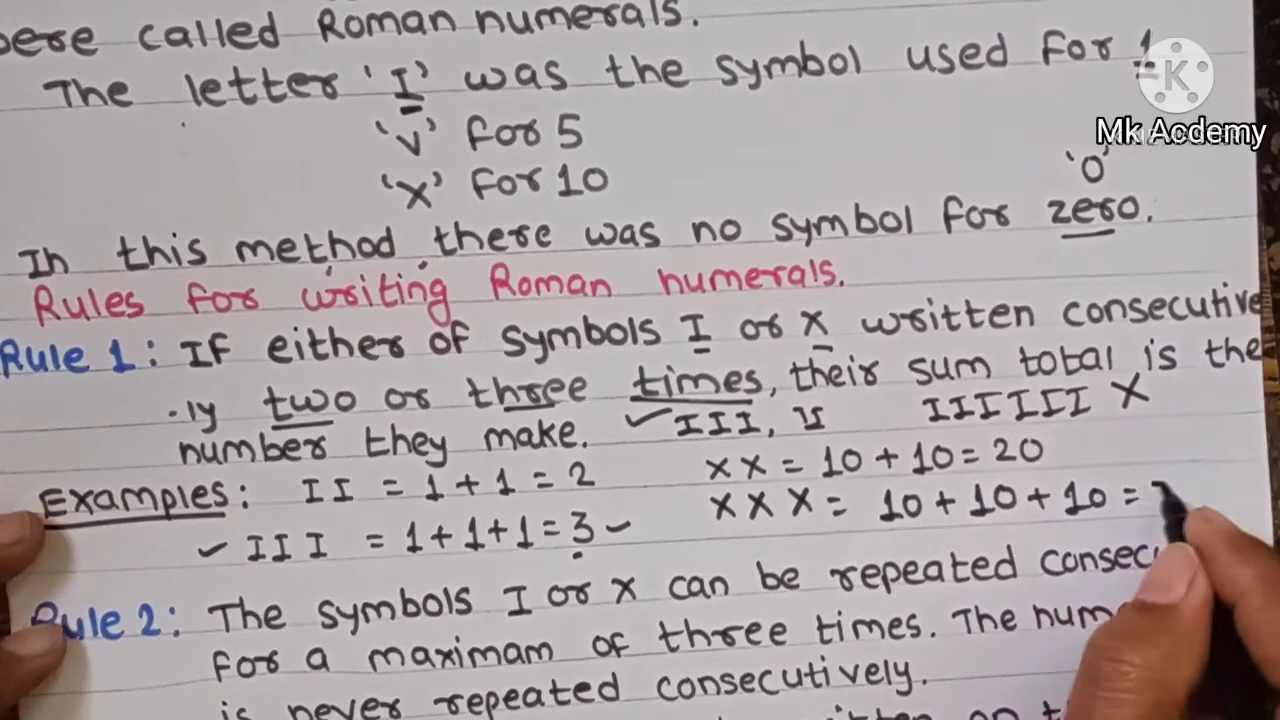 called Roman numerals.
The letter 'I' was the symbol used for 1
'V' for 5
'X' for 10
Mk Acdemy
'0'
In this method there was no symbol for zero.
Rules for writing Roman numerals.
Rule 1: If either of symbols I or X written consecutive
-ly two or three times, their sum total is the
number they make. ✓III, II IIIIII X
Examples: II = 1 + 1 = 2 XX = 10 + 10 = 20
✓ III = 1+1+1 = 3 ✓ XXX = 10 + 10 + 10 =
Rule 2: The symbols I or X can be repeated consecu
for a maximam of three times. The num
is never repeated consecutively.